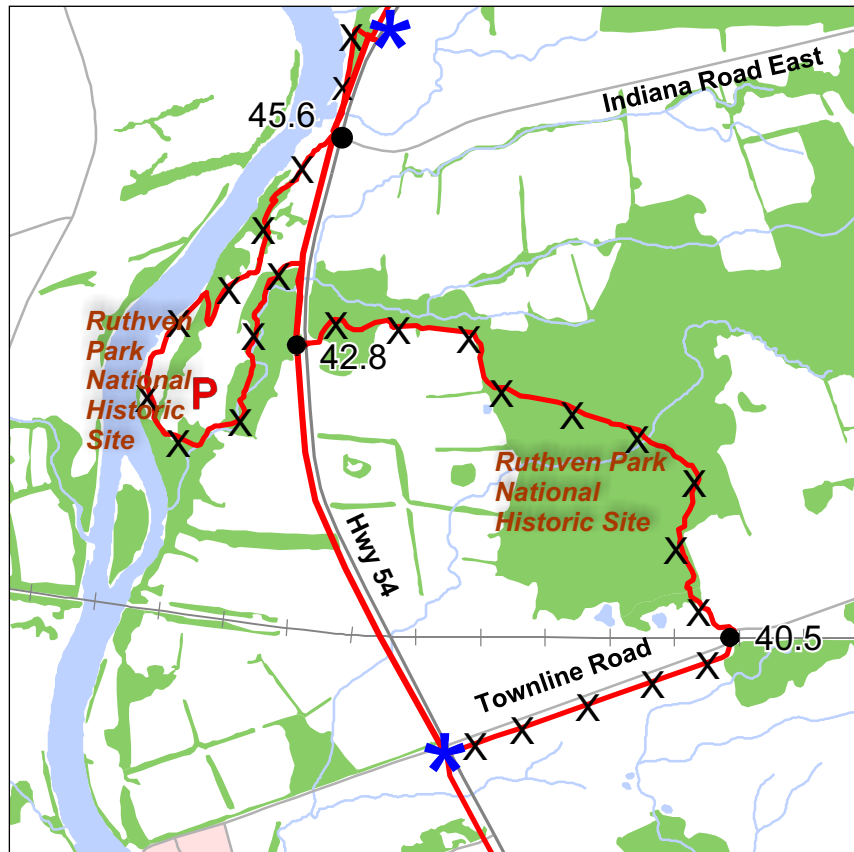 Indiana Road East
45.6
Ruthven
Park
National
Historic
Site
P
42.8
Ruthven Park
National
Historic Site
Hwy 54
40.5
Townline Road